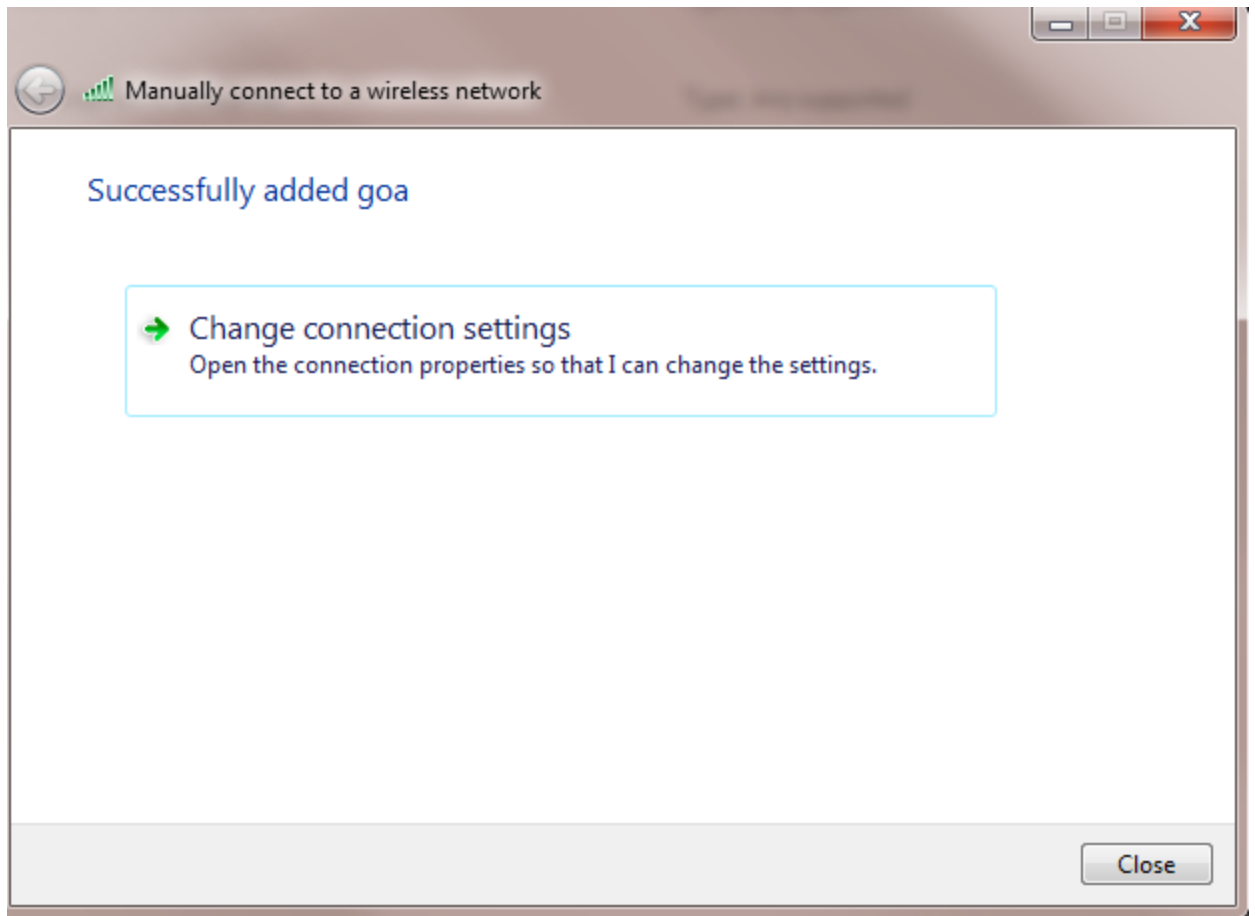 Manually connect to a wireless network
Successfully added goa
Change connection settings
Open the connection properties so that I can change the settings.
Close